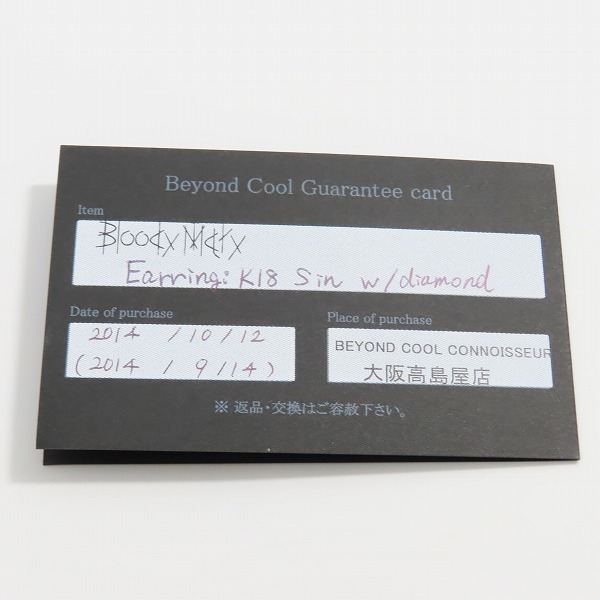 Beyond Cool Guarantee card
Item
Bloody Mary
Earring: K18 Sin w/diamond
Date of purchase
2014 / 10 / 12
(2014 / 9 / 14)
Place of purchase
BEYOND COOL CONNOISSEUR
大阪高島屋店
※ 返品・交換はご容赦下さい。